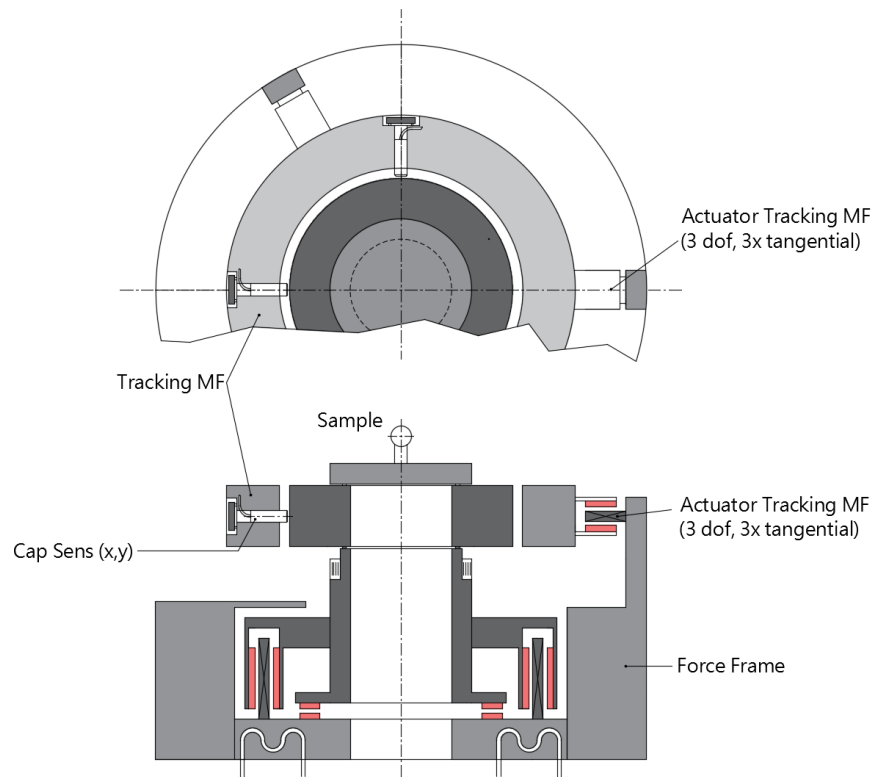 Actuator Tracking MF
(3 dof, 3x tangential)
Tracking MF
Sample
Actuator Tracking MF
(3 dof, 3x tangential)
Cap Sens (x,y)
Force Frame